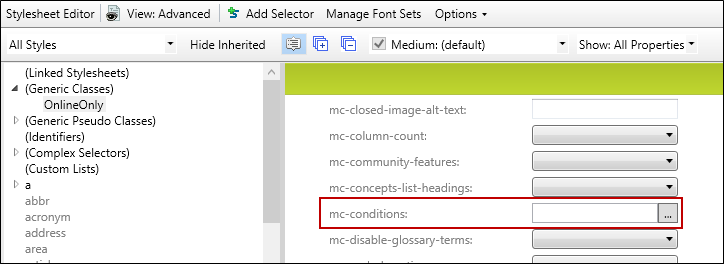 Stylesheet Editor View: Advanced Add Selector Manage Font Sets Options
All Styles Hide Inherited Medium: (default) Show: All Properties
(Linked Stylesheets)
(Generic Classes)
OnlineOnly
(Generic Pseudo Classes)
(Identifiers)
(Complex Selectors)
(Custom Lists)
a
abbr
acronym
address
area
mc-closed-image-alt-text:
mc-column-count:
mc-community-features:
mc-concepts-list-headings:
mc-conditions: ...
mc-disable-glossary-terms: